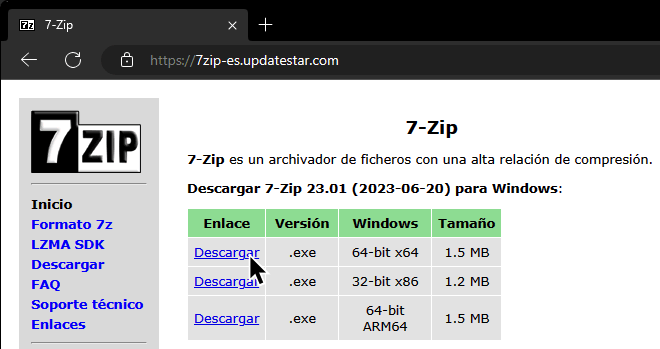 7z 7-Zip
https://7zip-es.updatestar.com
7ZIP
7-Zip
7-Zip es un archivador de ficheros con una alta relación de compresión.
Descargar 7-Zip 23.01 (2023-06-20) para Windows:
Inicio
Formato 7z
LZMA SDK
Descargar
FAQ
Soporte técnico
Enlaces
Enlace Versión Windows Tamaño
Descargar .exe 64-bit x64 1.5 MB
Descargar .exe 32-bit x86 1.2 MB
Descargar .exe 64-bit ARM64 1.5 MB